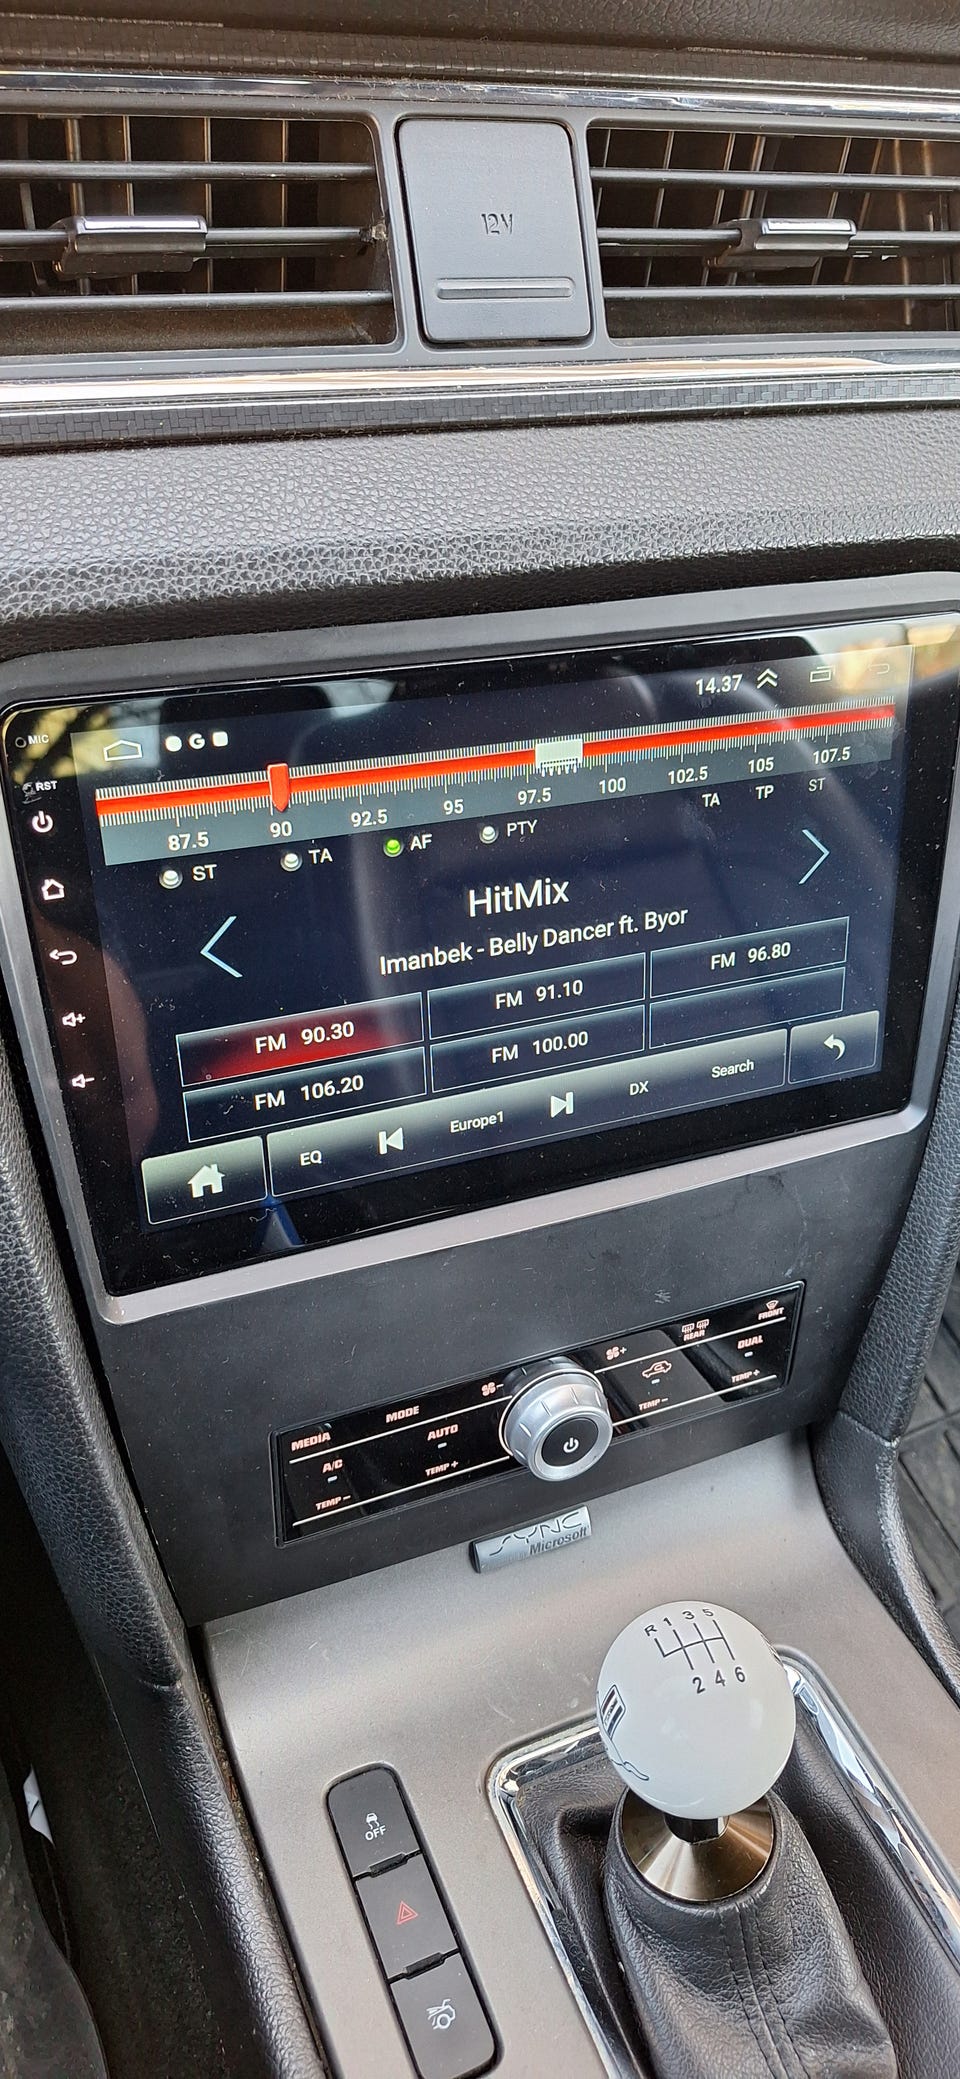 12V
MIC
RST
14.37
G
87.5 90 92.5 95 97.5 100 102.5 105 107.5
TA TP ST
ST TA AF PTY
HitMix
Imanbek - Belly Dancer ft. Byor
FM 90.30 FM 91.10 FM 96.80
FM 106.20 FM 100.00
EQ Europe1 DX Search
MEDIA MODE REAR FRONT
A/C AUTO DUAL
TEMP - TEMP + TEMP - TEMP +
SYNC
Microsoft
R 1 3 5
2 4 6
OFF